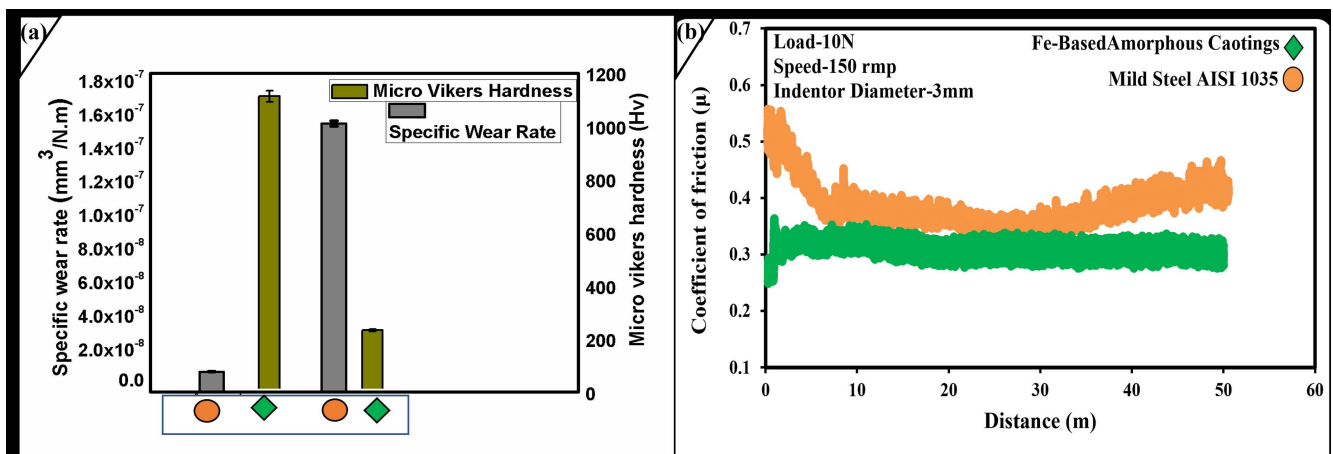 (a)
Micro Vikers Hardness
Specific Wear Rate
Specific wear rate (mm³/N.m)
1.8x10⁻⁷
1.6x10⁻⁷
1.4x10⁻⁷
1.2x10⁻⁷
1.0x10⁻⁷
8.0x10⁻⁸
6.0x10⁻⁸
4.0x10⁻⁸
2.0x10⁻⁸
0.0
Micro vikers hardness (Hv)
1200
1000
800
600
400
200
0
(b)
Load-10N
Speed-150 rmp
Indentor Diameter-3mm
Fe-BasedAmorphous Caotings
Mild Steel AISI 1035
Coefficient of friction (μ)
0.7
0.6
0.5
0.4
0.3
0.2
0.1
0 10 20 30 40 50 60
Distance (m)